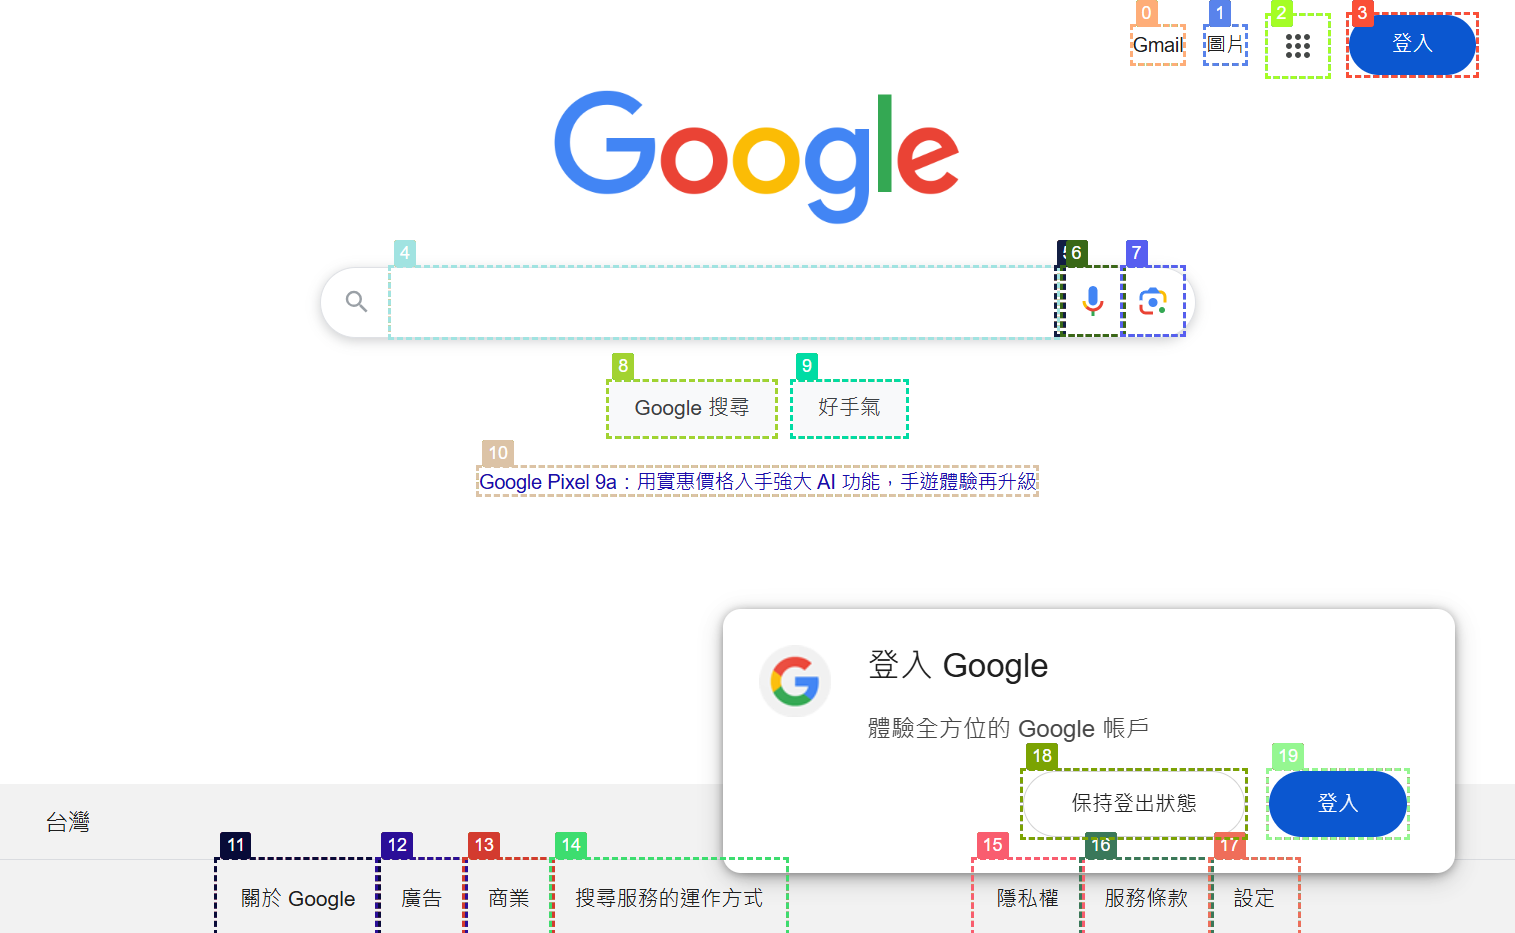 0
1
2
3
Gmail
圖片
登入
Google
4
6
7
8
9
Google 搜尋
好手氣
10
Google Pixel 9a：用實惠價格入手強大 AI 功能，手遊體驗再升級
登入 Google
體驗全方位的 Google 帳戶
18
19
保持登出狀態
登入
台灣
11
12
13
14
15
16
17
關於 Google
廣告
商業
搜尋服務的運作方式
隱私權
服務條款
設定